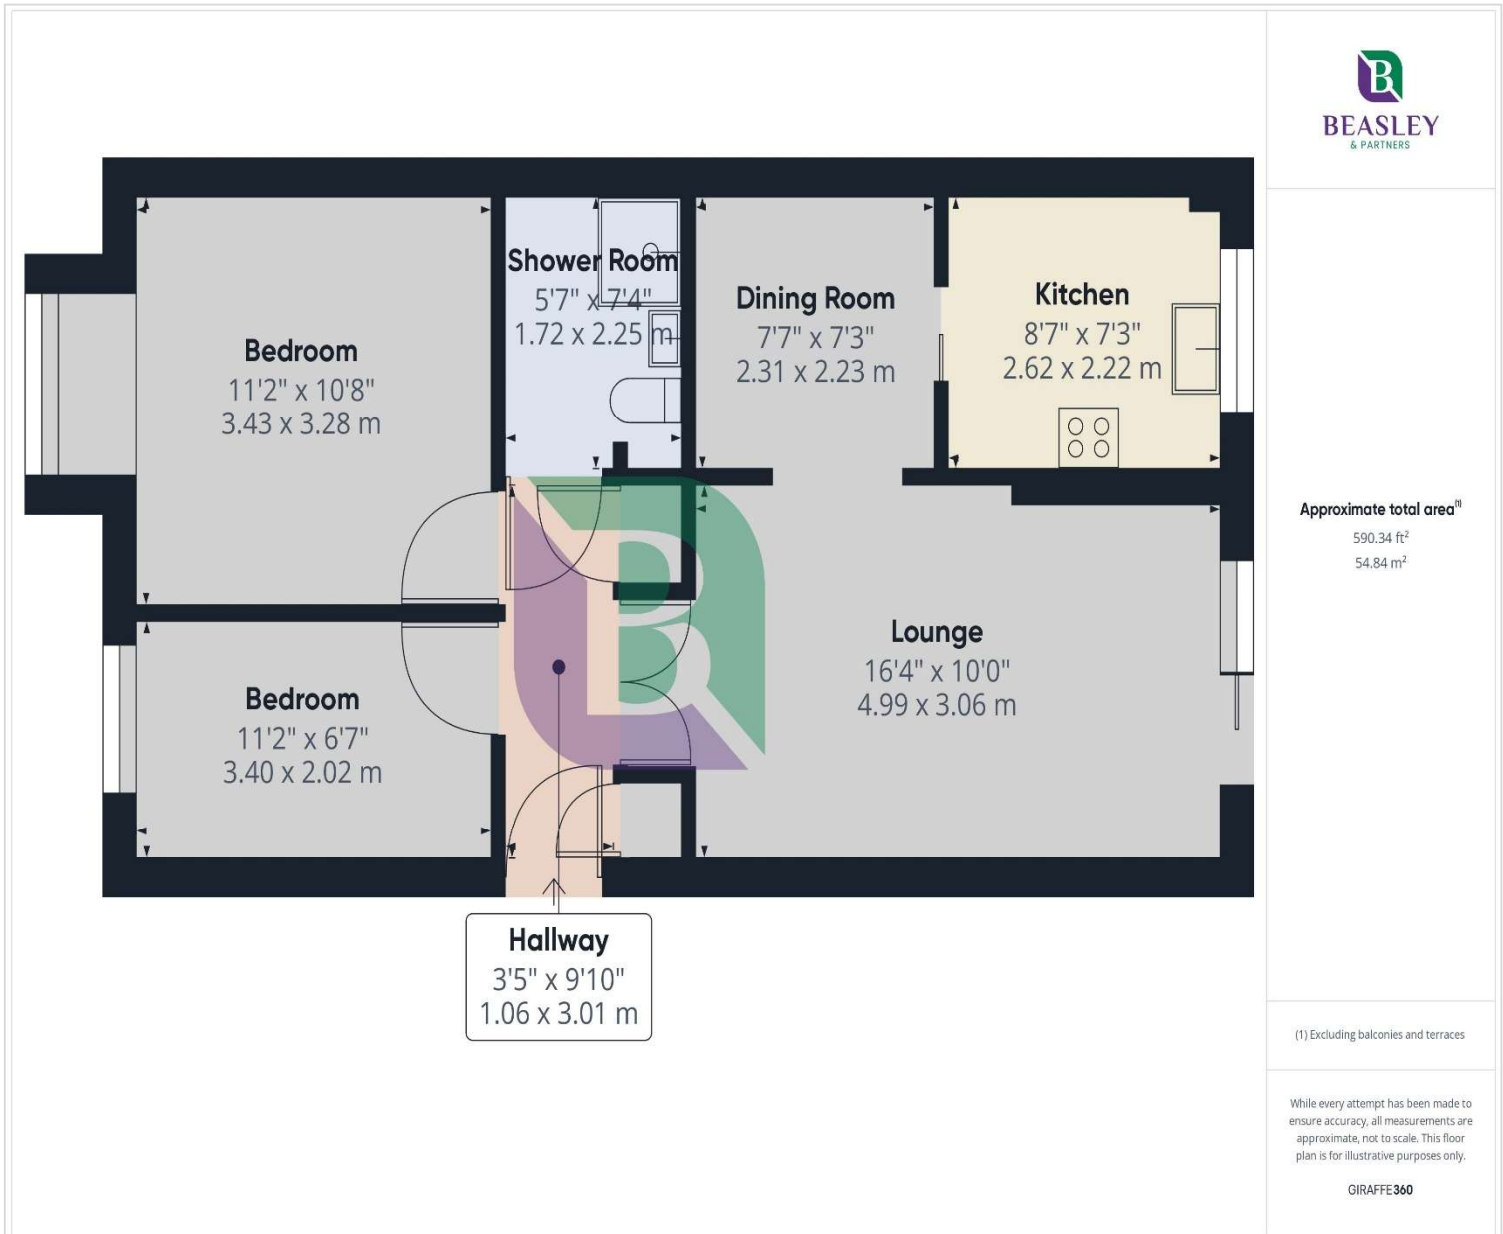 Bedroom
11'2" x 10'8"
3.43 x 3.28 m
Shower Room
5'7" x 7'4"
1.72 x 2.25 m
Dining Room
7'7" x 7'3"
2.31 x 2.23 m
Kitchen
8'7" x 7'3"
2.62 x 2.22 m
Bedroom
11'2" x 6'7"
3.40 x 2.02 m
Lounge
16'4" x 10'0"
4.99 x 3.06 m
Hallway
3'5" x 9'10"
1.06 x 3.01 m
B
B
BEASLEY
& PARTNERS
Approximate total area⁽¹⁾
590.34 ft²
54.84 m²
(1) Excluding balconies and terraces
While every attempt has been made to
ensure accuracy, all measurements are
approximate, not to scale. This floor
plan is for illustrative purposes only.
GIRAFFE360